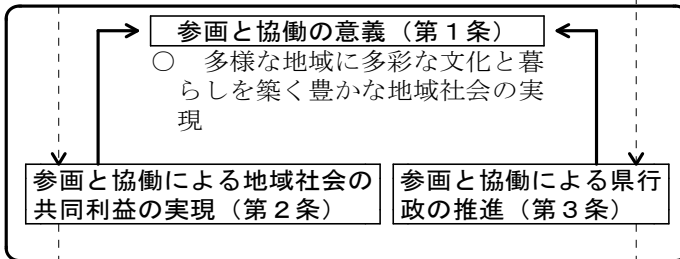 参画と協働の意義（第１条）
○　多様な地域に多彩な文化と暮
らしを築く豊かな地域社会の実
現
参画と協働による地域社会の
共同利益の実現（第２条）
参画と協働による県行
政の推進（第３条）